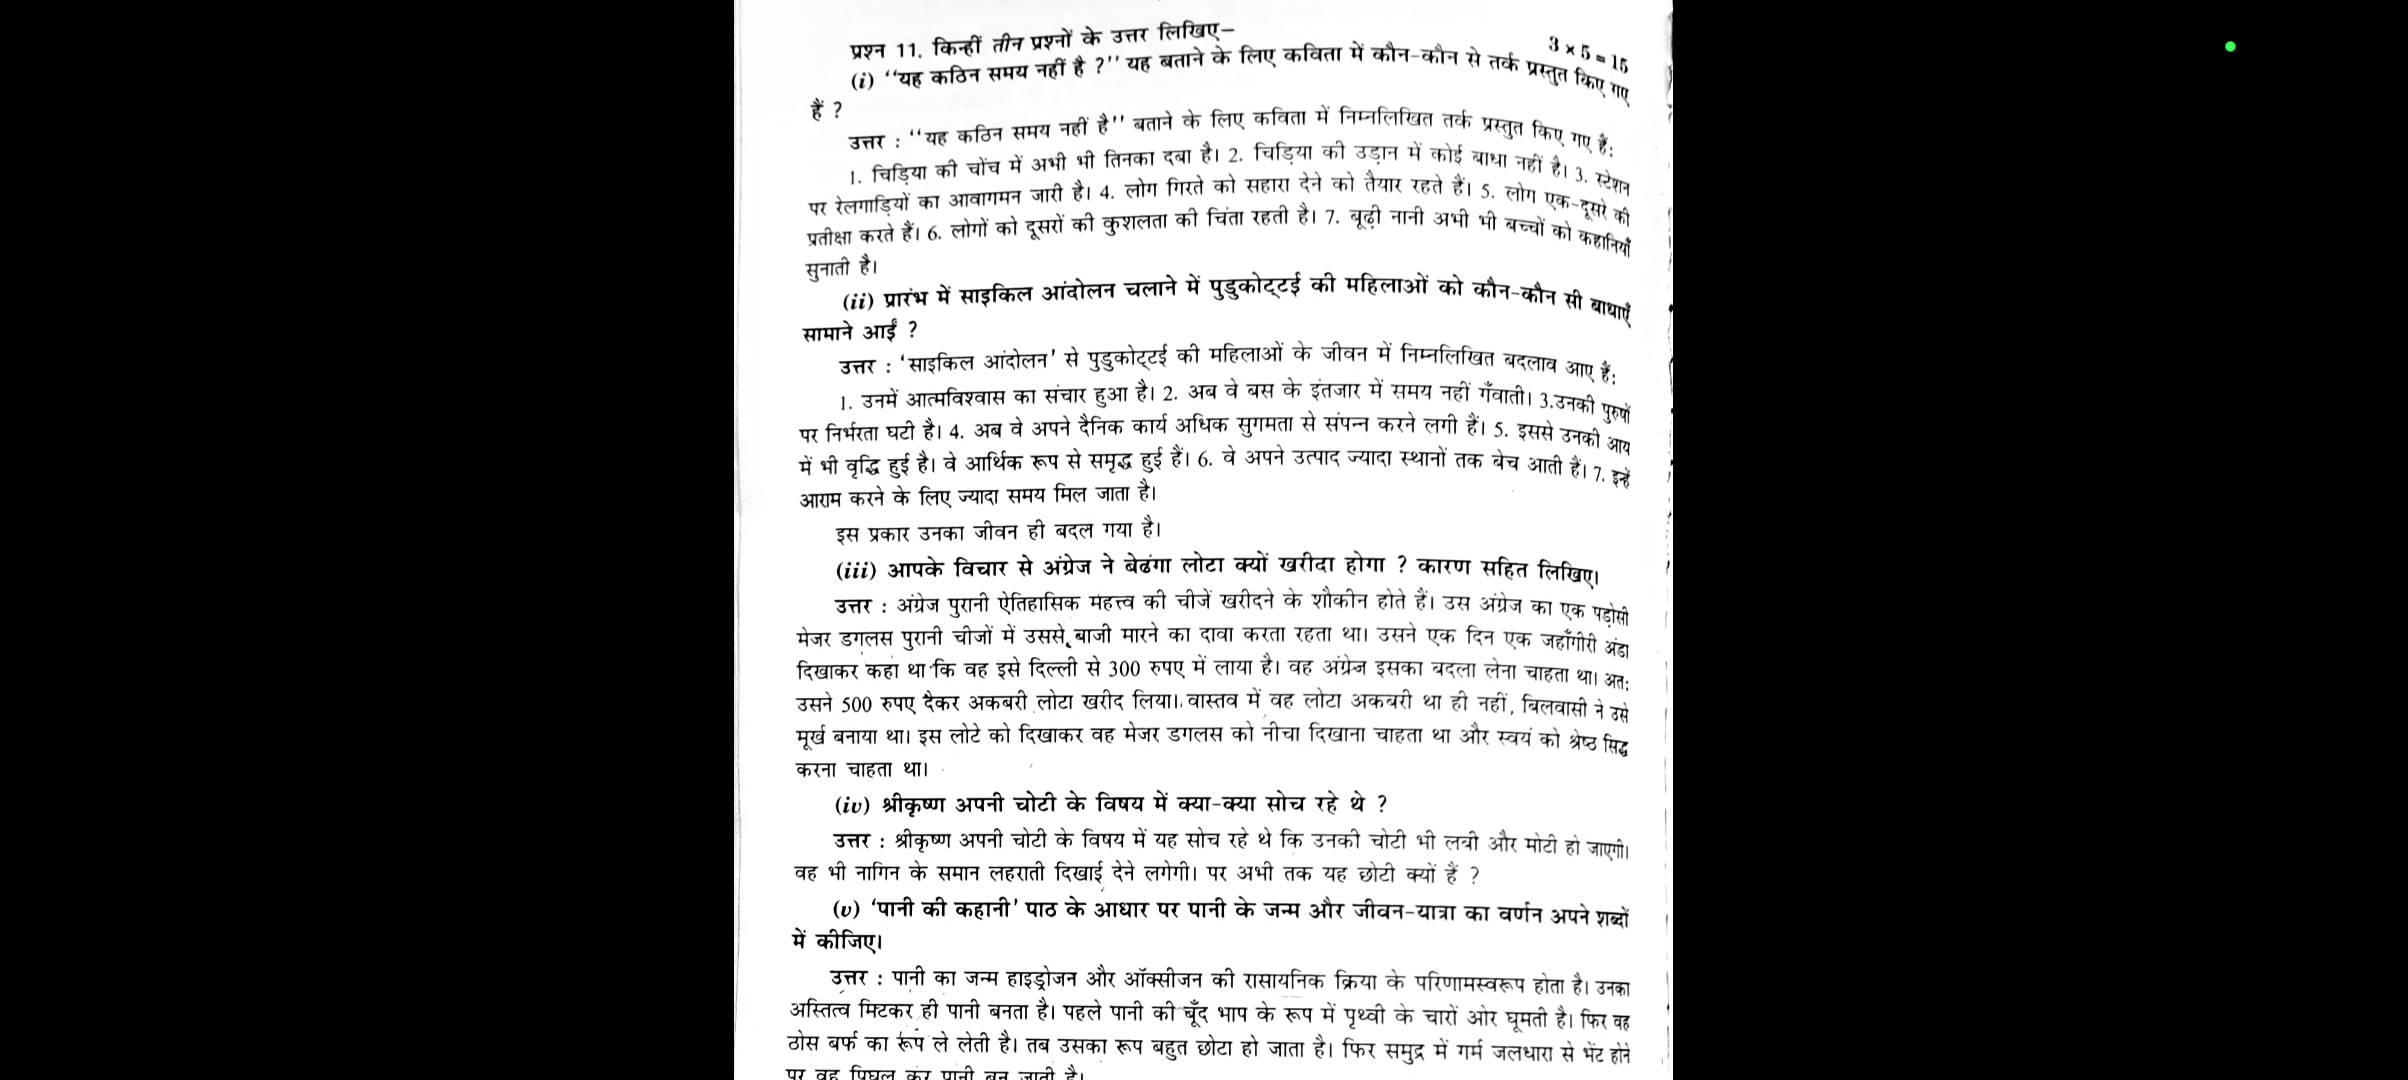 प्रश्न 11. किन्हीं तीन प्रश्नों के उत्तर लिखिए–
3 × 5 = 15
(i) ‘‘यह कठिन समय नहीं है ?’’ यह बताने के लिए कविता में कौन-कौन से तर्क प्रस्तुत किए गए
हैं ?
उत्तर : ‘‘यह कठिन समय नहीं है’’ बताने के लिए कविता में निम्नलिखित तर्क प्रस्तुत किए गए हैं:
1. चिड़िया की चोंच में अभी भी तिनका दबा है। 2. चिड़िया की उड़ान में कोई बाधा नहीं है। 3. स्टेशन
पर रेलगाड़ियों का आवागमन जारी है। 4. लोग गिरते को सहारा देने को तैयार रहते हैं। 5. लोग एक-दूसरे की
प्रतीक्षा करते हैं। 6. लोगों को दूसरों की कुशलता की चिंता रहती है। 7. बूढ़ी नानी अभी भी बच्चों को कहानियाँ
सुनाती है।
(ii) प्रारंभ में साइकिल आंदोलन चलाने में पुडुकोट्टई की महिलाओं को कौन-कौन सी बाधाएँ
सामाने आईं ?
उत्तर : ‘साइकिल आंदोलन’ से पुडुकोट्टई की महिलाओं के जीवन में निम्नलिखित बदलाव आए हैं:
1. उनमें आत्मविश्वास का संचार हुआ है। 2. अब वे बस के इंतजार में समय नहीं गँवाती। 3.उनकी पुरुषों
पर निर्भरता घटी है। 4. अब वे अपने दैनिक कार्य अधिक सुगमता से संपन्न करने लगी हैं। 5. इससे उनकी आय
में भी वृद्धि हुई है। वे आर्थिक रूप से समृद्ध हुई हैं। 6. वे अपने उत्पाद ज्यादा स्थानों तक बेच आती हैं। 7. इन्हें
आराम करने के लिए ज्यादा समय मिल जाता है।
इस प्रकार उनका जीवन ही बदल गया है।
(iii) आपके विचार से अंग्रेज ने बेढंगा लोटा क्यों खरीदा होगा ? कारण सहित लिखिए।
उत्तर : अंग्रेज पुरानी ऐतिहासिक महत्त्व की चीजें खरीदने के शौकीन होते हैं। उस अंग्रेज का एक पड़ोसी
मेजर डगलस पुरानी चीजों में उससे बाजी मारने का दावा करता रहता था। उसने एक दिन एक जहाँगीरी अंडा
दिखाकर कहा था कि वह इसे दिल्ली से 300 रुपए में लाया है। वह अंग्रेज इसका बदला लेना चाहता था। अत:
उसने 500 रुपए दैकर अकबरी लोटा खरीद लिया। वास्तव में वह लोटा अकबरी था ही नहीं, बिलवासी ने उसे
मूर्ख बनाया था। इस लोटे को दिखाकर वह मेजर डगलस को नीचा दिखाना चाहता था और स्वयं को श्रेष्ठ सिद्ध
करना चाहता था।
(iv) श्रीकृष्ण अपनी चोटी के विषय में क्या-क्या सोच रहे थे ?
उत्तर : श्रीकृष्ण अपनी चोटी के विषय में यह सोच रहे थे कि उनकी चोटी भी लबी और मोटी हो जाएगी।
वह भी नागिन के समान लहराती दिखाई देने लगेगी। पर अभी तक यह छोटी क्यों हैं ?
(v) ‘पानी की कहानी’ पाठ के आधार पर पानी के जन्म और जीवन-यात्रा का वर्णन अपने शब्दों
में कीजिए।
उत्तर : पानी का जन्म हाइड्रोजन और ऑक्सीजन की रासायनिक क्रिया के परिणामस्वरूप होता है। उनका
अस्तित्व मिटकर ही पानी बनता है। पहले पानी की बूँद भाप के रूप में पृथ्वी के चारों ओर घूमती है। फिर वह
ठोस बर्फ का रूप ले लेती है। तब उसका रूप बहुत छोटा हो जाता है। फिर समुद्र में गर्म जलधारा से भेंट होने
पर वह पिघल कर पानी बन जाती है।